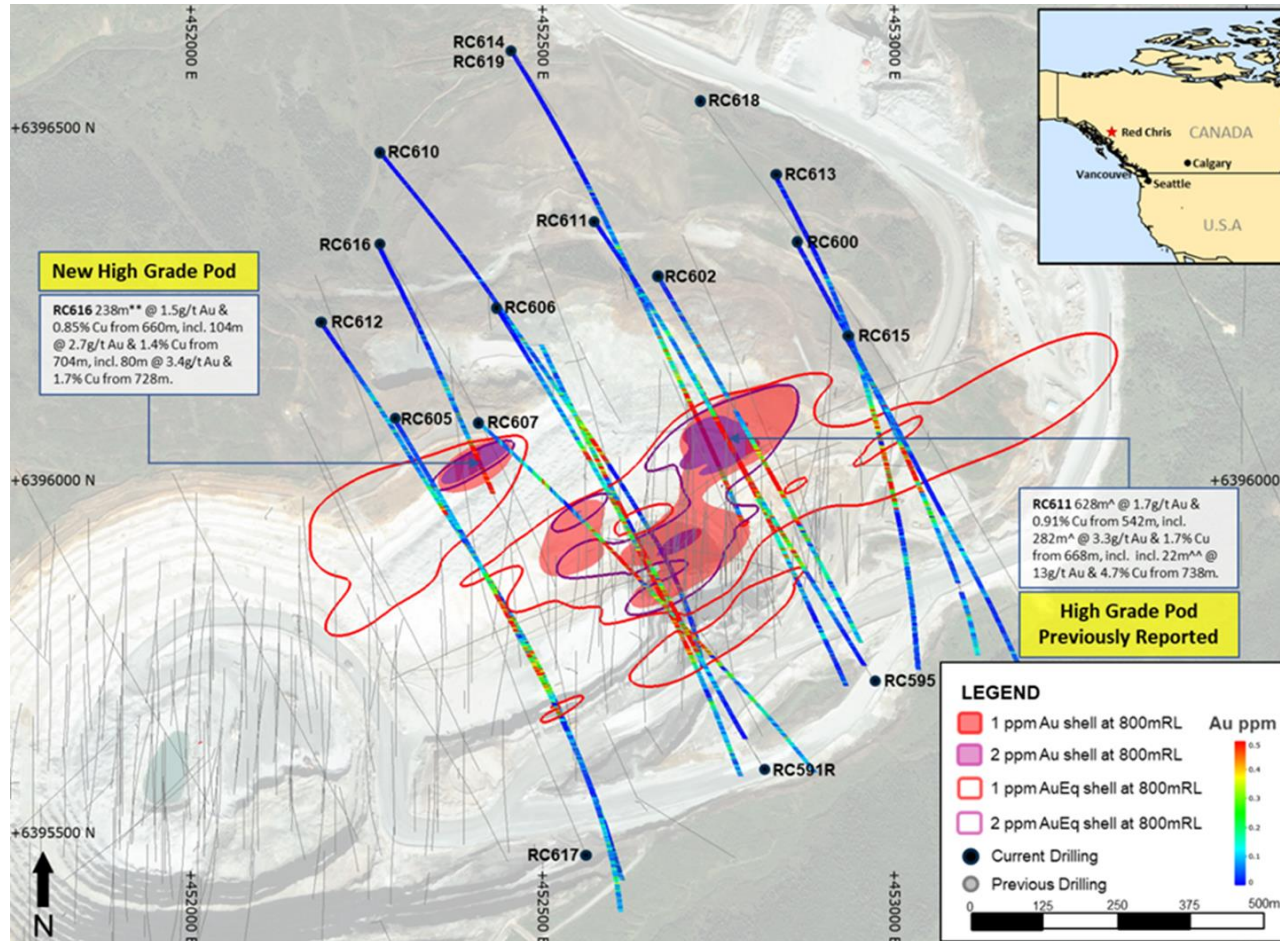 +452000 E
+452500 E
+453000 E
RC614
RC619
RC618
+6396500 N
RC610
RC613
RC611
RC616
RC600
RC602
RC606
RC612
RC615
RC605
RC607
+6396000 N
+6396000 N
RC595
RC591R
+6395500 N
RC617
+452000 E
+452500 E
+453000 E
N
Red Chris
CANADA
Calgary
Vancouver
Seattle
U.S.A
New High Grade Pod
RC616 238m** @ 1.5g/t Au &
0.85% Cu from 660m, incl. 104m
@ 2.7g/t Au & 1.4% Cu from
704m, incl. 80m @ 3.4g/t Au &
1.7% Cu from 728m.
RC611 628m^ @ 1.7g/t Au &
0.91% Cu from 542m, incl.
282m^ @ 3.3g/t Au & 1.7% Cu
from 668m, incl. incl. 22m^^ @
13g/t Au & 4.7% Cu from 738m.
High Grade Pod
Previously Reported
LEGEND
1 ppm Au shell at 800mRL
2 ppm Au shell at 800mRL
1 ppm AuEq shell at 800mRL
2 ppm AuEq shell at 800mRL
Current Drilling
Previous Drilling
Au ppm
0.5
0.4
0.3
0.2
0.1
0
0 125 250 375 500m